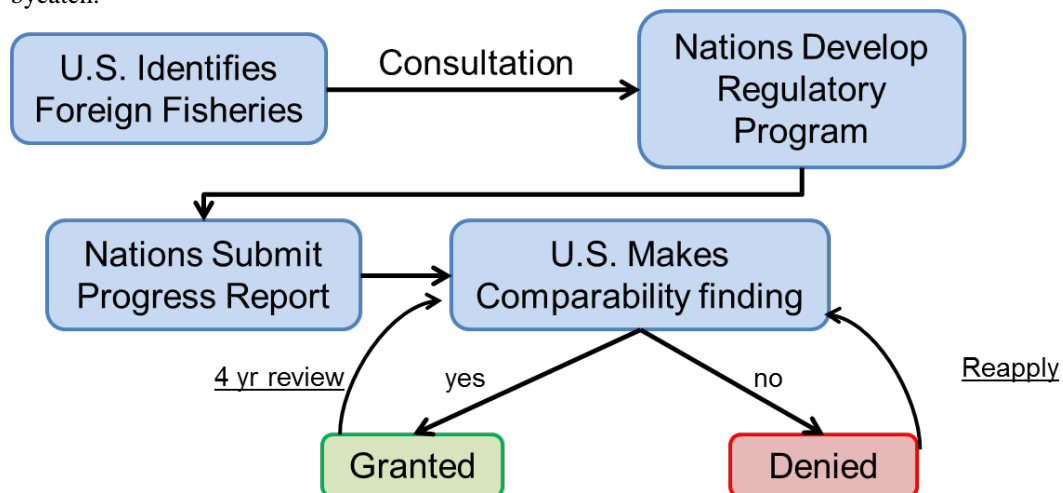 U.S. Identifies
Foreign Fisheries
Consultation
Nations Develop
Regulatory
Program
Nations Submit
Progress Report
U.S. Makes
Comparability finding
4 yr review
yes
no
Reapply
Granted
Denied